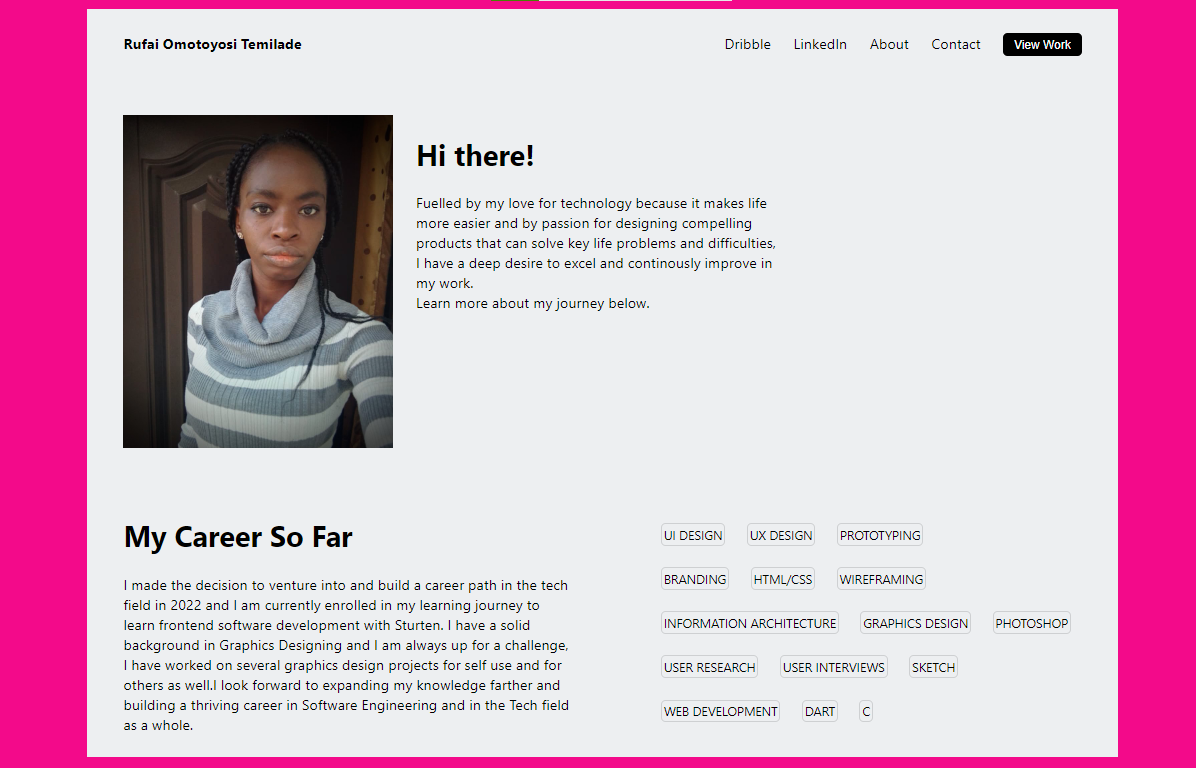 Rufai Omotoyosi Temilade
Dribble LinkedIn About Contact View Work
Hi there!
Fuelled by my love for technology because it makes life
more easier and by passion for designing compelling
products that can solve key life problems and difficulties,
I have a deep desire to excel and continously improve in
my work.
Learn more about my journey below.
My Career So Far
I made the decision to venture into and build a career path in the tech
field in 2022 and I am currently enrolled in my learning journey to
learn frontend software development with Sturten. I have a solid
background in Graphics Designing and I am always up for a challenge,
I have worked on several graphics design projects for self use and for
others as well.I look forward to expanding my knowledge farther and
building a thriving career in Software Engineering and in the Tech field
as a whole.
UI DESIGN UX DESIGN PROTOTYPING
BRANDING HTML/CSS WIREFRAMING
INFORMATION ARCHITECTURE GRAPHICS DESIGN PHOTOSHOP
USER RESEARCH USER INTERVIEWS SKETCH
WEB DEVELOPMENT DART C